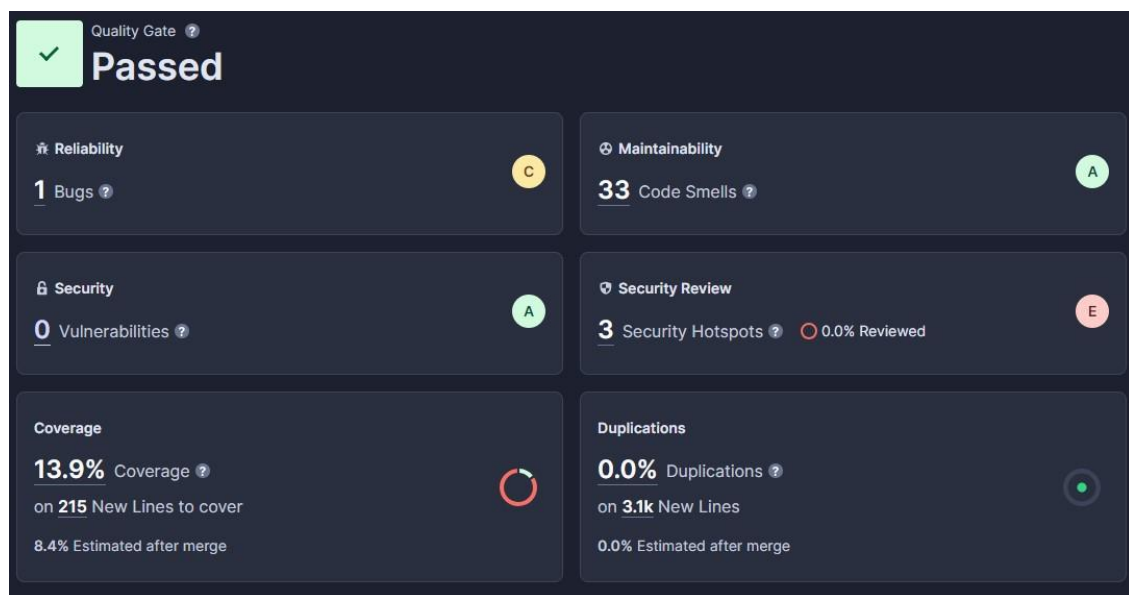 Quality Gate ?
Passed
Reliability
1 Bugs ?
C
Maintainability
33 Code Smells ?
A
Security
0 Vulnerabilities ?
A
Security Review
3 Security Hotspots ? 0.0% Reviewed
E
Coverage
13.9% Coverage ?
on 215 New Lines to cover
8.4% Estimated after merge
Duplications
0.0% Duplications ?
on 3.1k New Lines
0.0% Estimated after merge